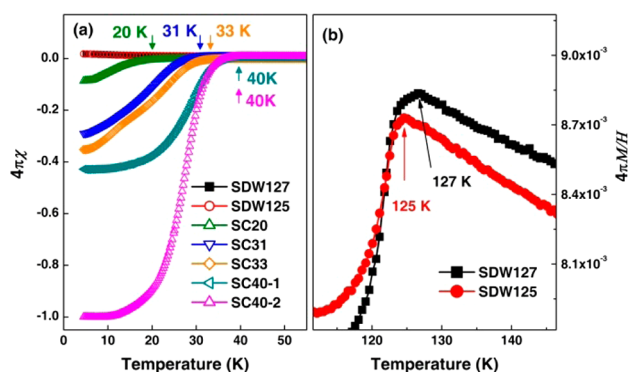 (a)
20 K
31 K
33 K
40K
40K
0.0
-0.2
-0.4
-0.6
-0.8
-1.0
4πχ
SDW127
SDW125
SC20
SC31
SC33
SC40-1
SC40-2
0 10 20 30 40 50
Temperature (K)
(b)
127 K
125 K
SDW127
SDW125
120 130 140
Temperature (K)
9.0x10⁻³
8.7x10⁻³
8.4x10⁻³
8.1x10⁻³
4πM/H